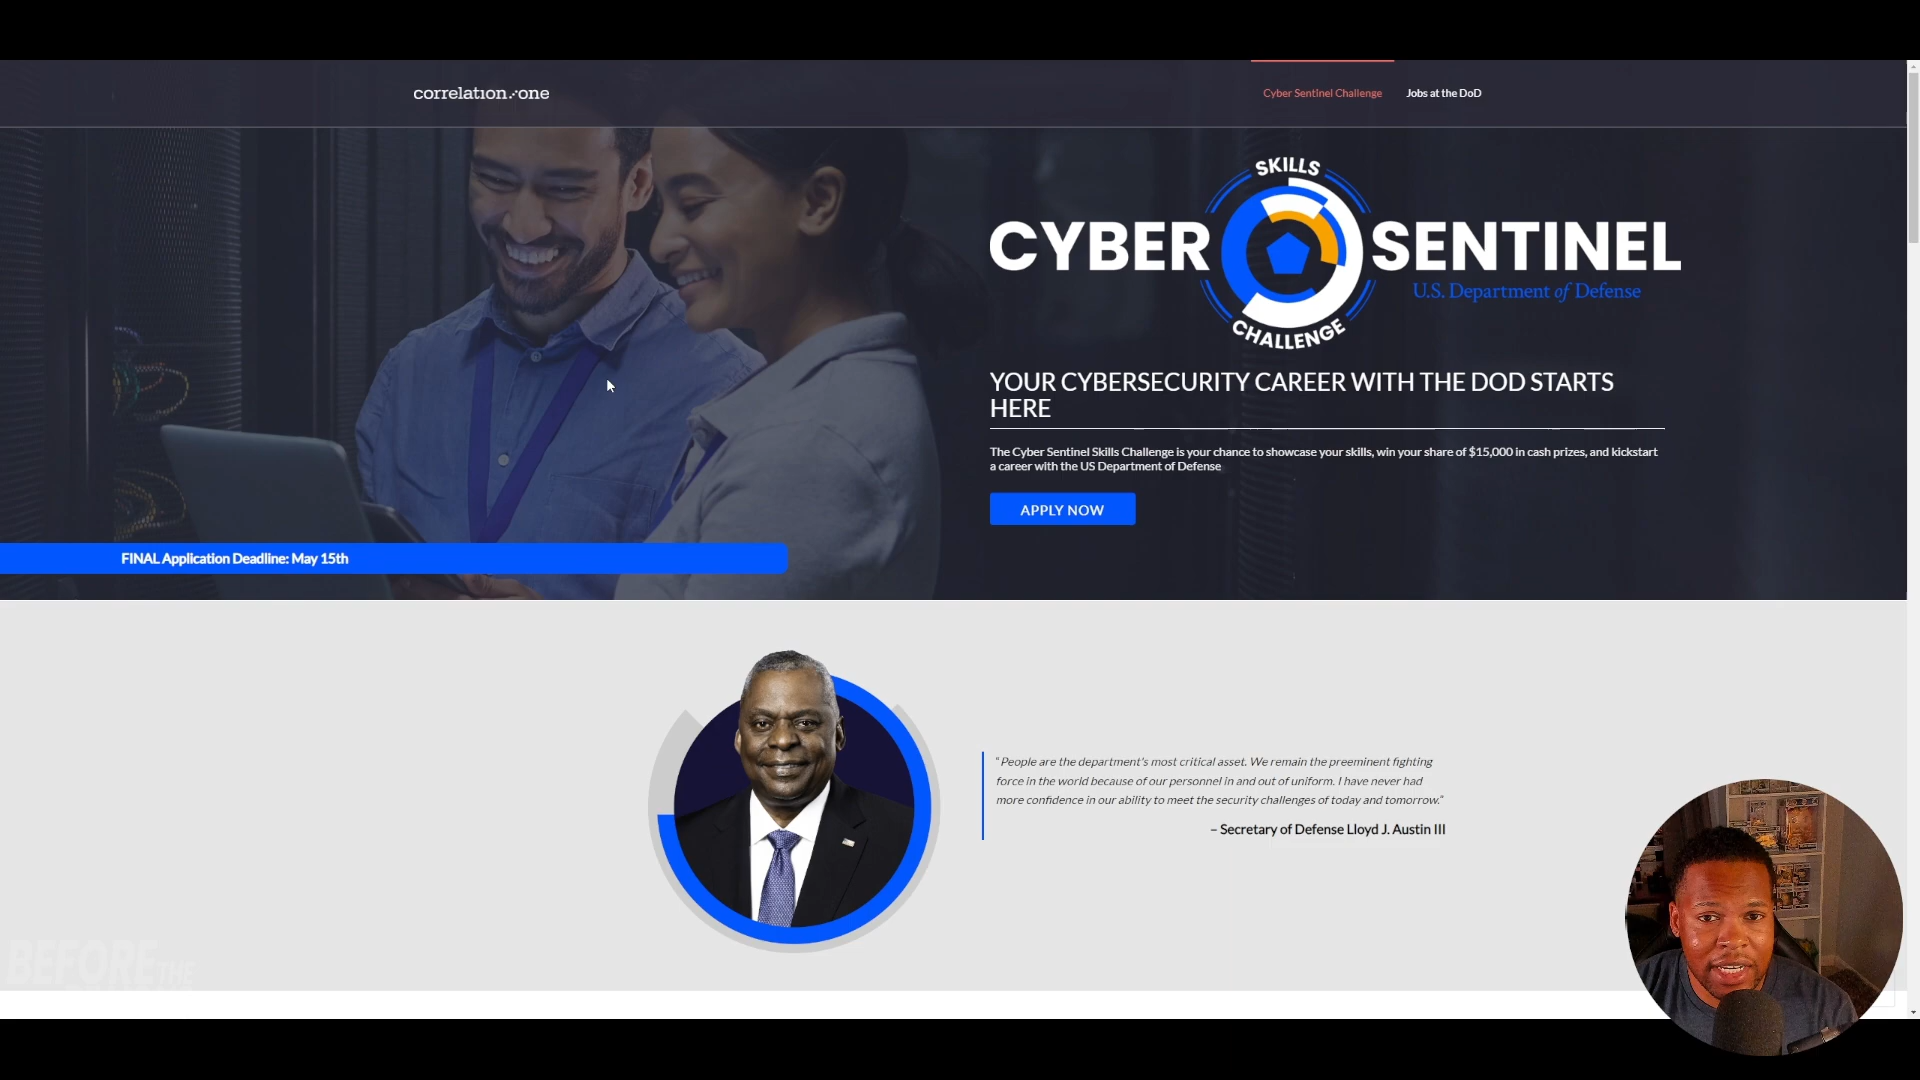 correlation one
Cyber Sentinel Challenge
Jobs at the DoD
SKILLS
CYBER SENTINEL
U.S. Department of Defense
CHALLENGE
YOUR CYBERSECURITY CAREER WITH THE DOD STARTS
HERE
The Cyber Sentinel Skills Challenge is your chance to showcase your skills, win your share of $15,000 in cash prizes, and kickstart
a career with the US Department of Defense
APPLY NOW
FINAL Application Deadline: May 15th
“People are the department's most critical asset. We remain the preeminent fighting
force in the world because of our personnel in and out of uniform. I have never had
more confidence in our ability to meet the security challenges of today and tomorrow.”
– Secretary of Defense Lloyd J. Austin III
BEFORE THE